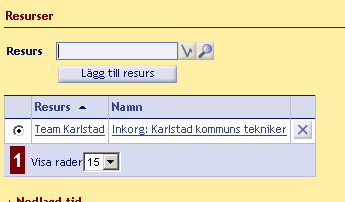 Resurser
Resurs
Lägg till resurs
Resurs Namn
Team Karlstad Inkorg: Karlstad kommuns tekniker
1 Visa rader 15
Nedlagd tid